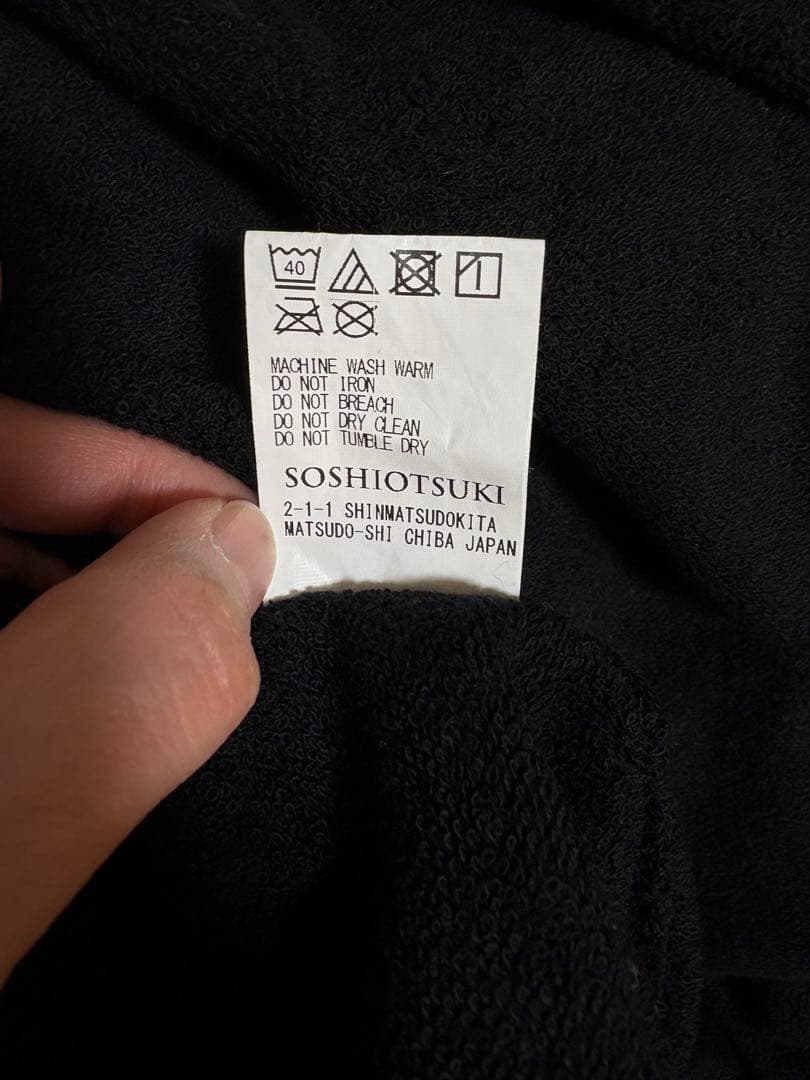 40
MACHINE WASH WARM
DO NOT IRON
DO NOT BREACH
DO NOT DRY CLEAN
DO NOT TUMBLE DRY
SOSHIOTSUKI
2-1-1 SHINMATSUDOKITA
MATSUDO-SHI CHIBA JAPAN